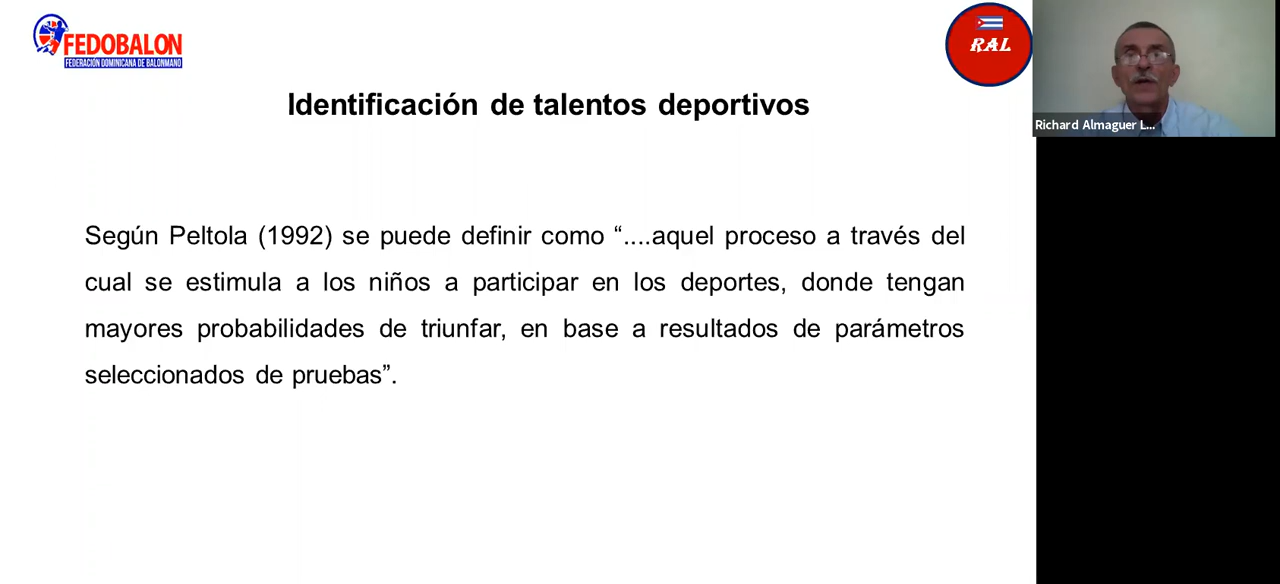 FEDOBALON
FEDERACIÓN DOMINICANA DE BALONMANO
RAL
Richard Almaguer L...
Identificación de talentos deportivos
Según Peltola (1992) se puede definir como “....aquel proceso a través del
cual se estimula a los niños a participar en los deportes, donde tengan
mayores probabilidades de triunfar, en base a resultados de parámetros
seleccionados de pruebas”.